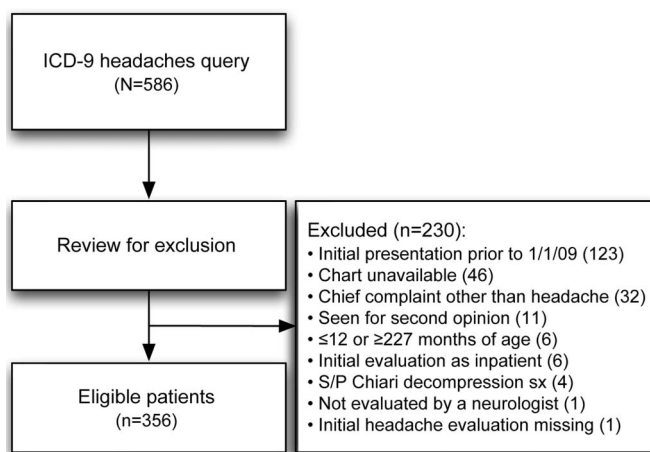 ICD-9 headaches query
(N=586)
Review for exclusion
Excluded (n=230):
• Initial presentation prior to 1/1/09 (123)
• Chart unavailable (46)
• Chief complaint other than headache (32)
• Seen for second opinion (11)
• ≤12 or ≥227 months of age (6)
• Initial evaluation as inpatient (6)
• S/P Chiari decompression sx (4)
• Not evaluated by a neurologist (1)
• Initial headache evaluation missing (1)
Eligible patients
(n=356)